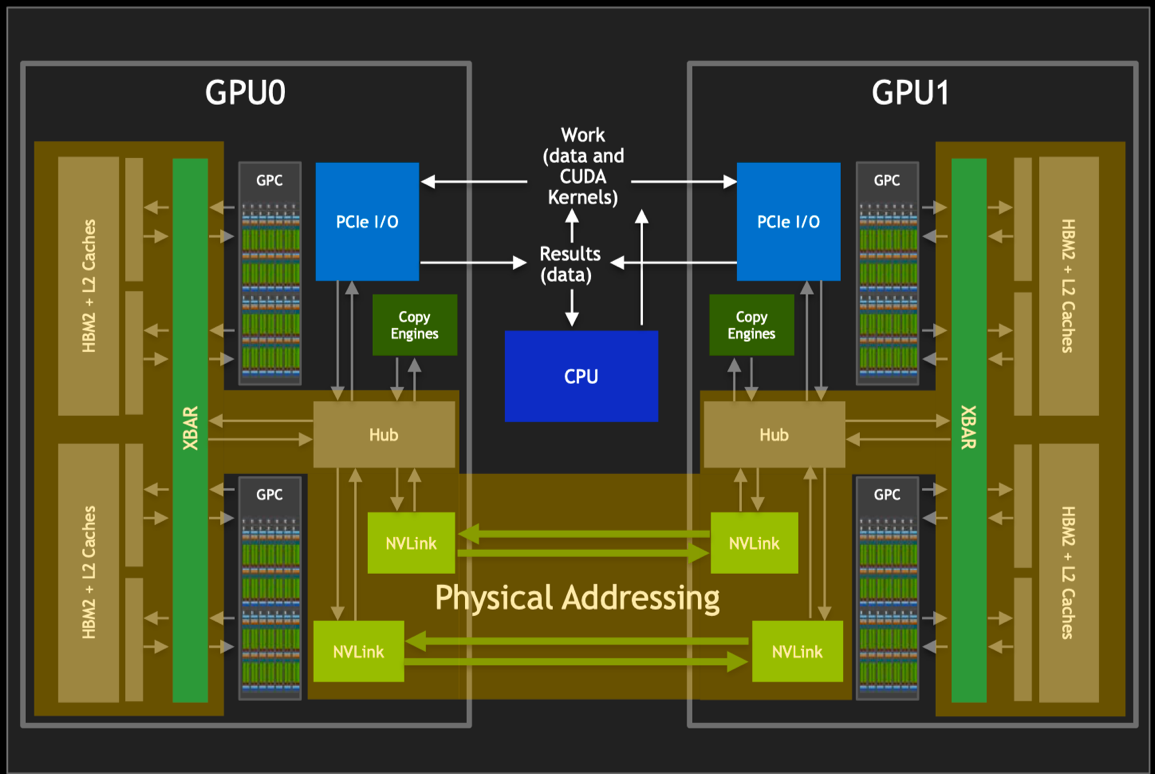 GPU0
GPU1
Work
(data and
CUDA
Kernels)
GPC
GPC
PCIe I/O
PCIe I/O
HBM2 + L2 Caches
HBM2 + L2 Caches
Results
(data)
Copy
Engines
Copy
Engines
CPU
XBAR
Hub
Hub
XBAR
GPC
GPC
HBM2 + L2 Caches
NVLink
NVLink
HBM2 + L2 Caches
Physical Addressing
NVLink
NVLink